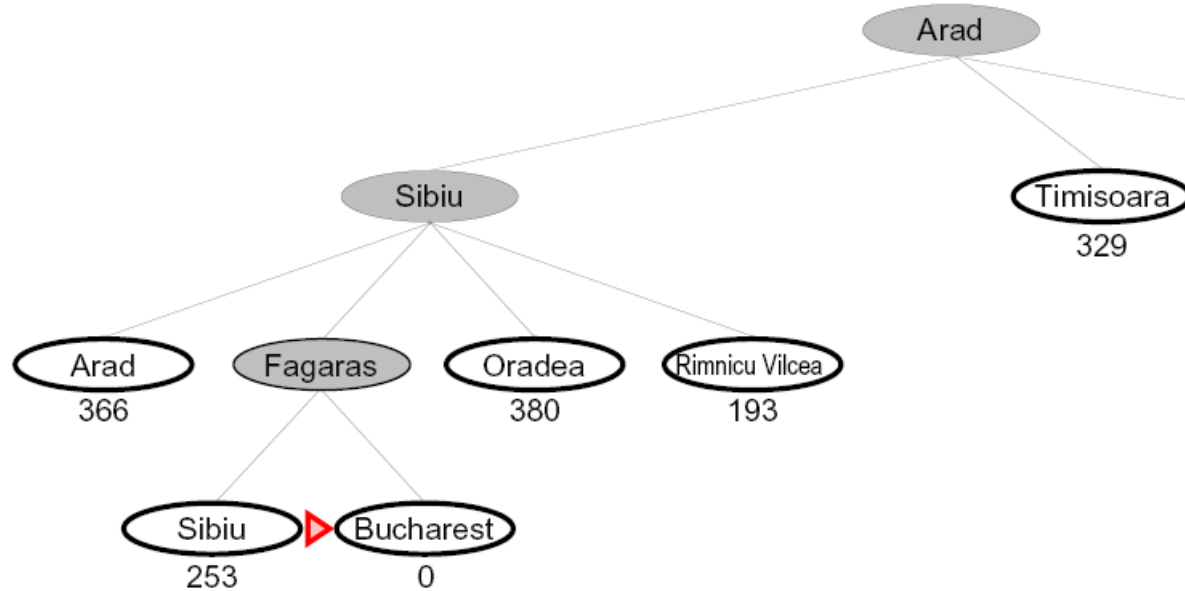 Arad
Sibiu
Timisoara
329
Arad
Fagaras
Oradea
Rimnicu Vilcea
366
380
193
Sibiu
Bucharest
253
0